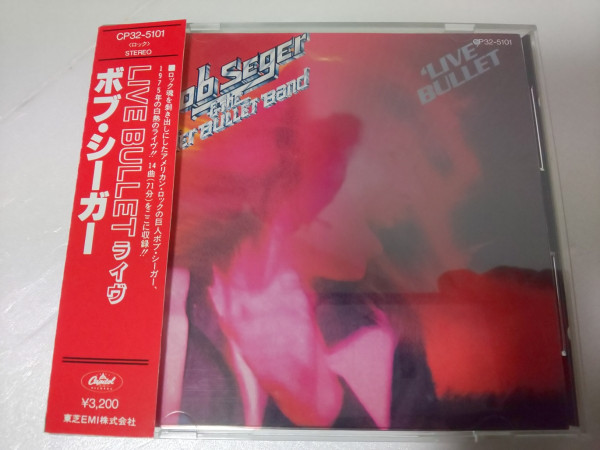 CP32-5101
〈ロック〉
STEREO
■ロック魂を剥き出しにしたアメリカン・ロックの巨人ボブ・シーガー、
1975年の白熱のライヴ!! 14曲(71分)をここに収録!!
LIVE BULLET ライヴ
ボブ・シーガー
Capitol
RECORDS
¥3,200
東芝EMI株式会社
CP32-5101
ob Seger
& the
er Bullet Band
'LIVE'
BULLET